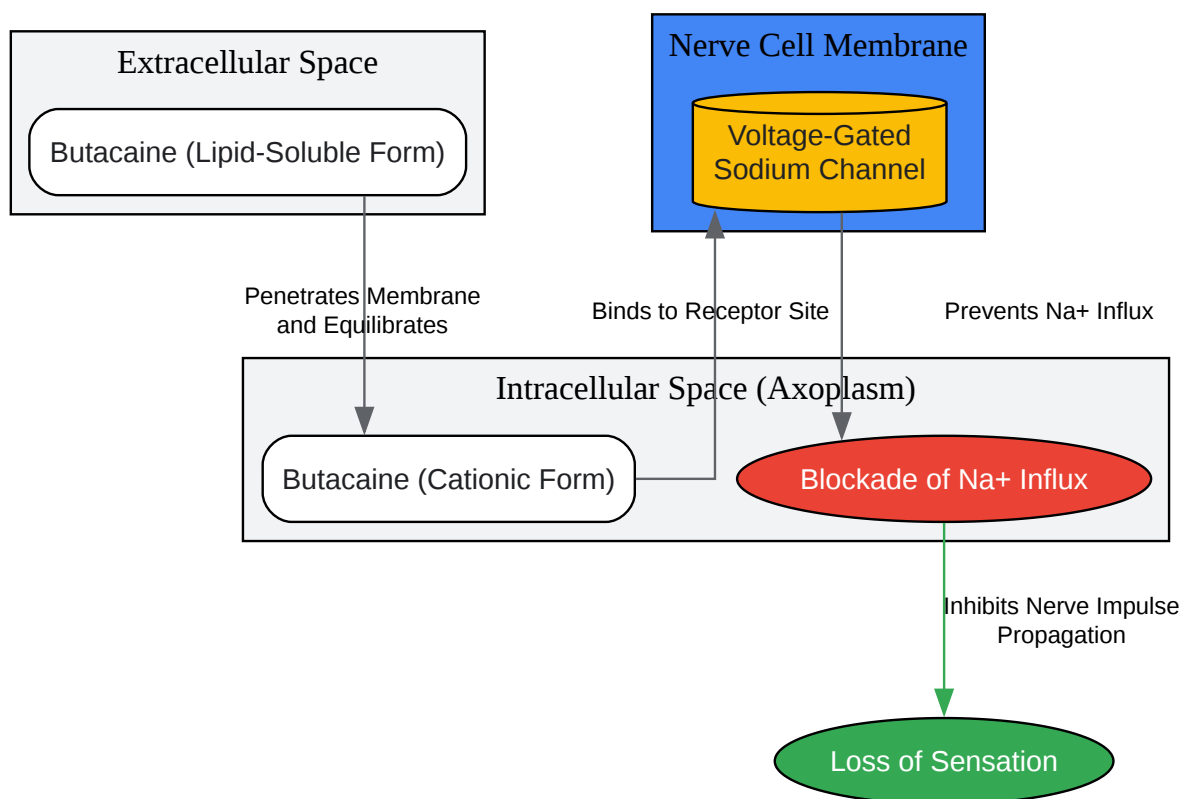 Extracellular Space
Butacaine (Lipid-Soluble Form)
Nerve Cell Membrane
Voltage-Gated
Sodium Channel
Penetrates Membrane
and Equilibrates
Binds to Receptor Site
Prevents Na+ Influx
Intracellular Space (Axoplasm)
Butacaine (Cationic Form)
Blockade of Na+ Influx
Inhibits Nerve Impulse
Propagation
Loss of Sensation